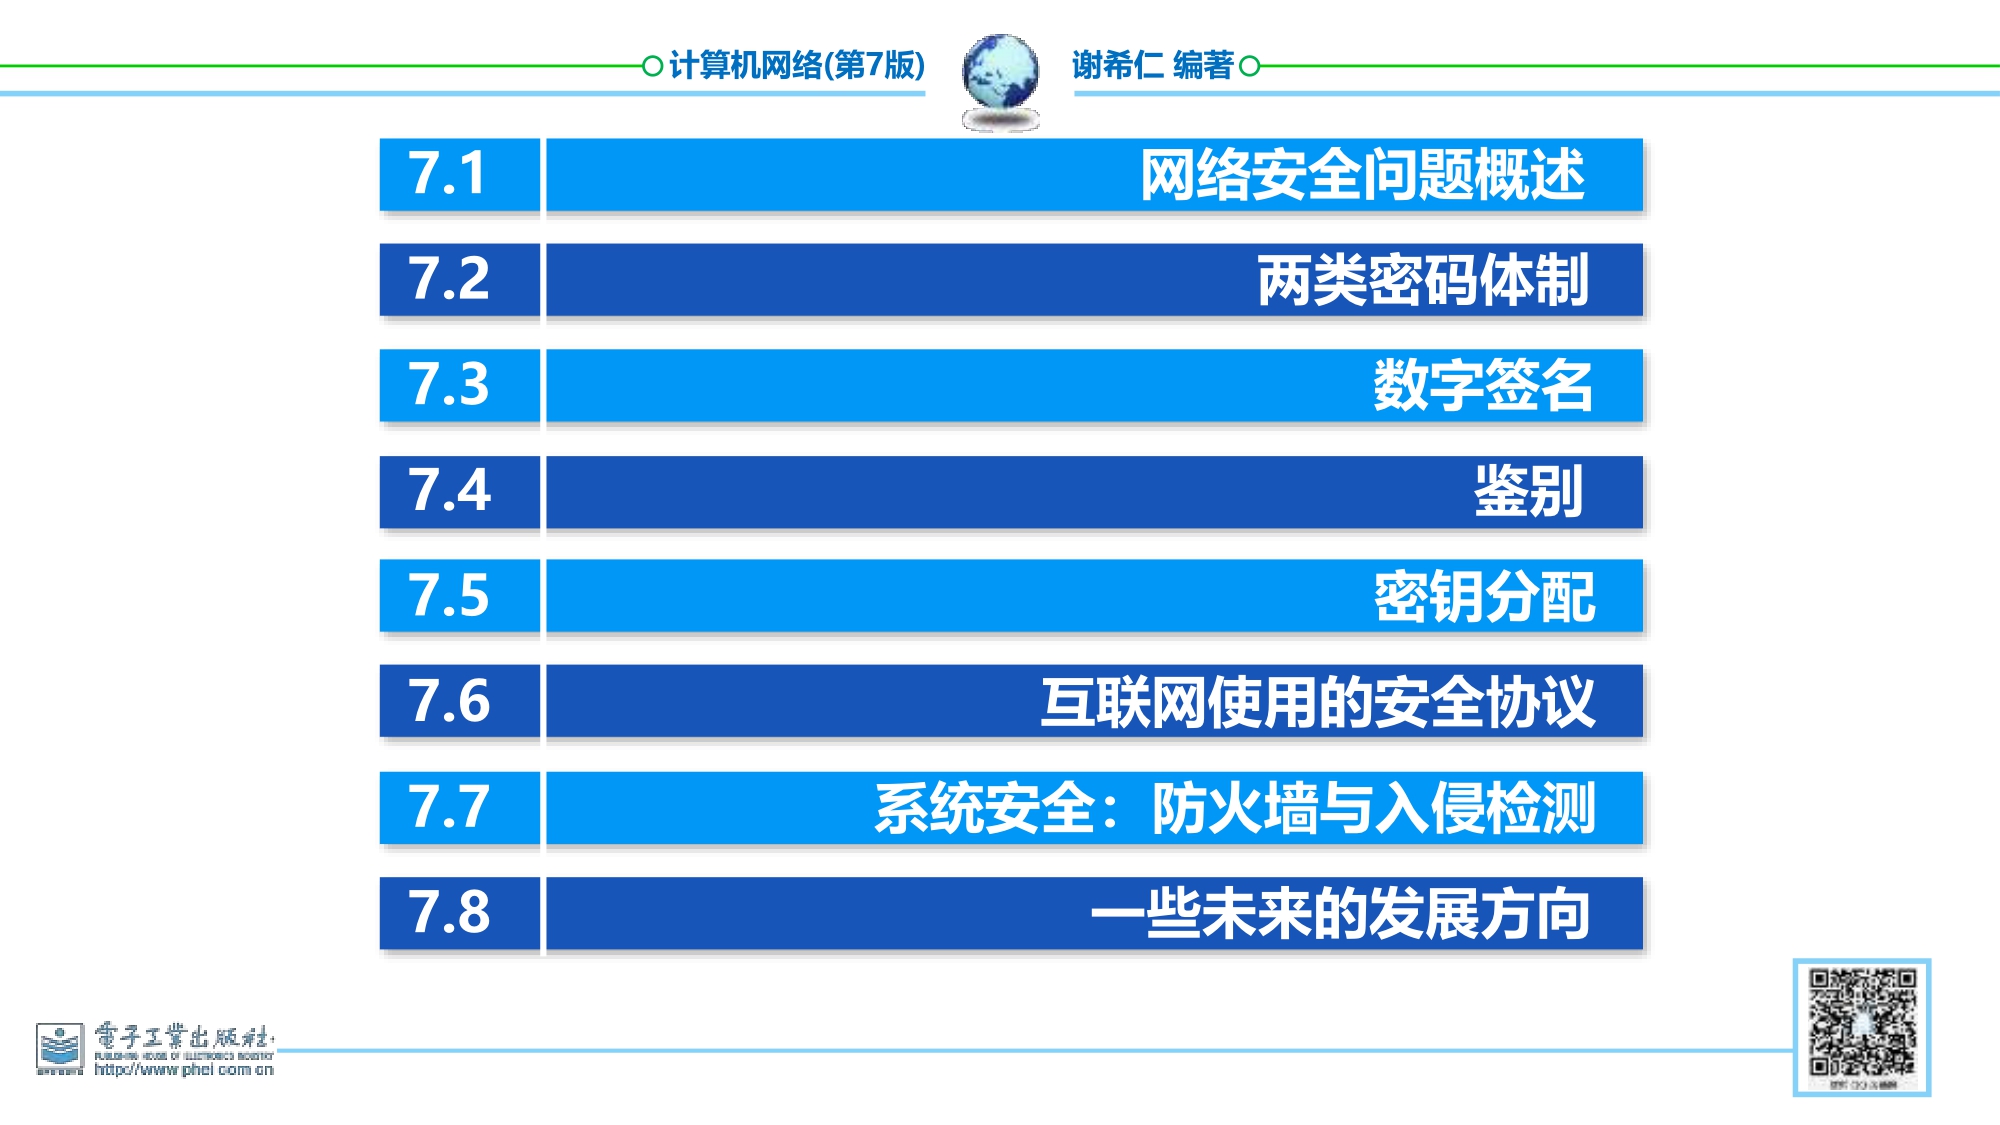 计算机网络(第7版) 谢希仁 编著
7.1 网络安全问题概述
7.2 两类密码体制
7.3 数字签名
7.4 鉴别
7.5 密钥分配
7.6 互联网使用的安全协议
7.7 系统安全：防火墙与入侵检测
7.8 一些未来的发展方向
電子工業出版社
PUBLISHING HOUSE OF ELECTRONICS INDUSTRY
http://www.phei.com.cn